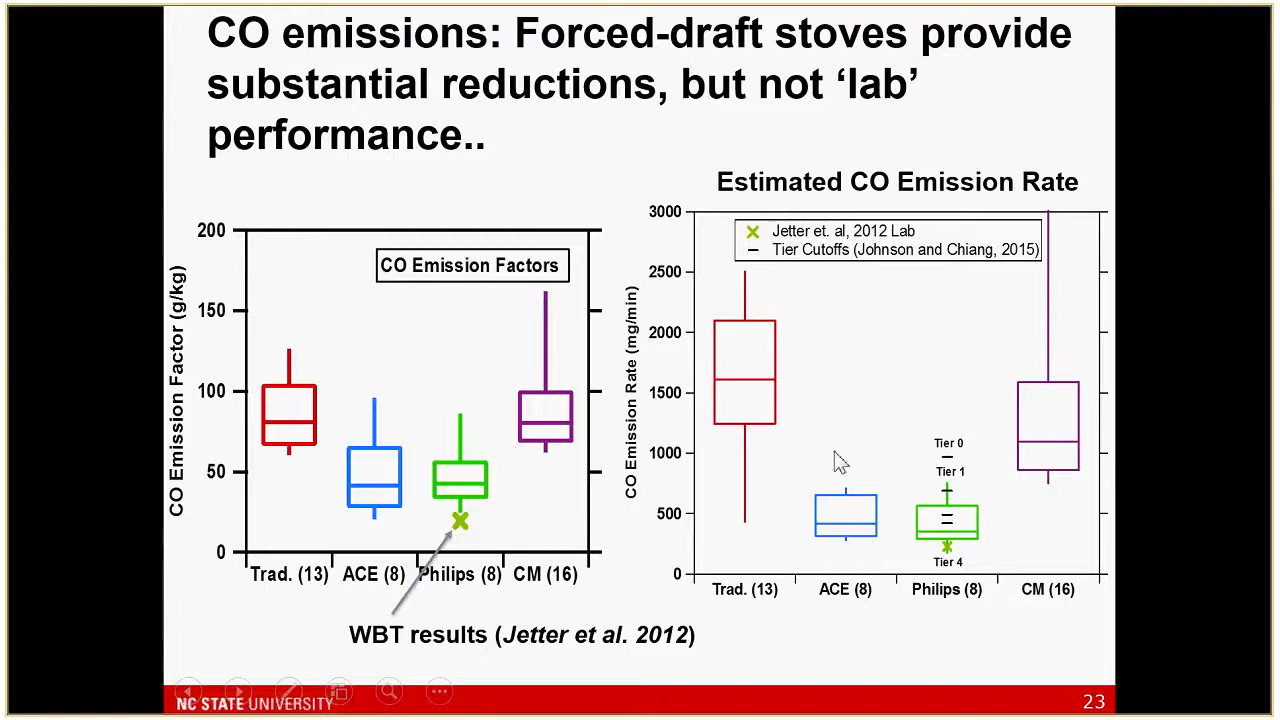 CO emissions: Forced-draft stoves provide
substantial reductions, but not ‘lab’
performance..
CO Emission Factor (g/kg)
200
150
100
50
0
CO Emission Factors
Trad. (13) ACE (8) Philips (8) CM (16)
WBT results (Jetter et al. 2012)
Estimated CO Emission Rate
CO Emission Rate (mg/min)
3000
2500
2000
1500
1000
500
0
Jetter et. al, 2012 Lab
Tier Cutoffs (Johnson and Chiang, 2015)
Tier 0
Tier 1
Tier 4
Trad. (13) ACE (8) Philips (8) CM (16)
NC STATE UNIVERSITY
23